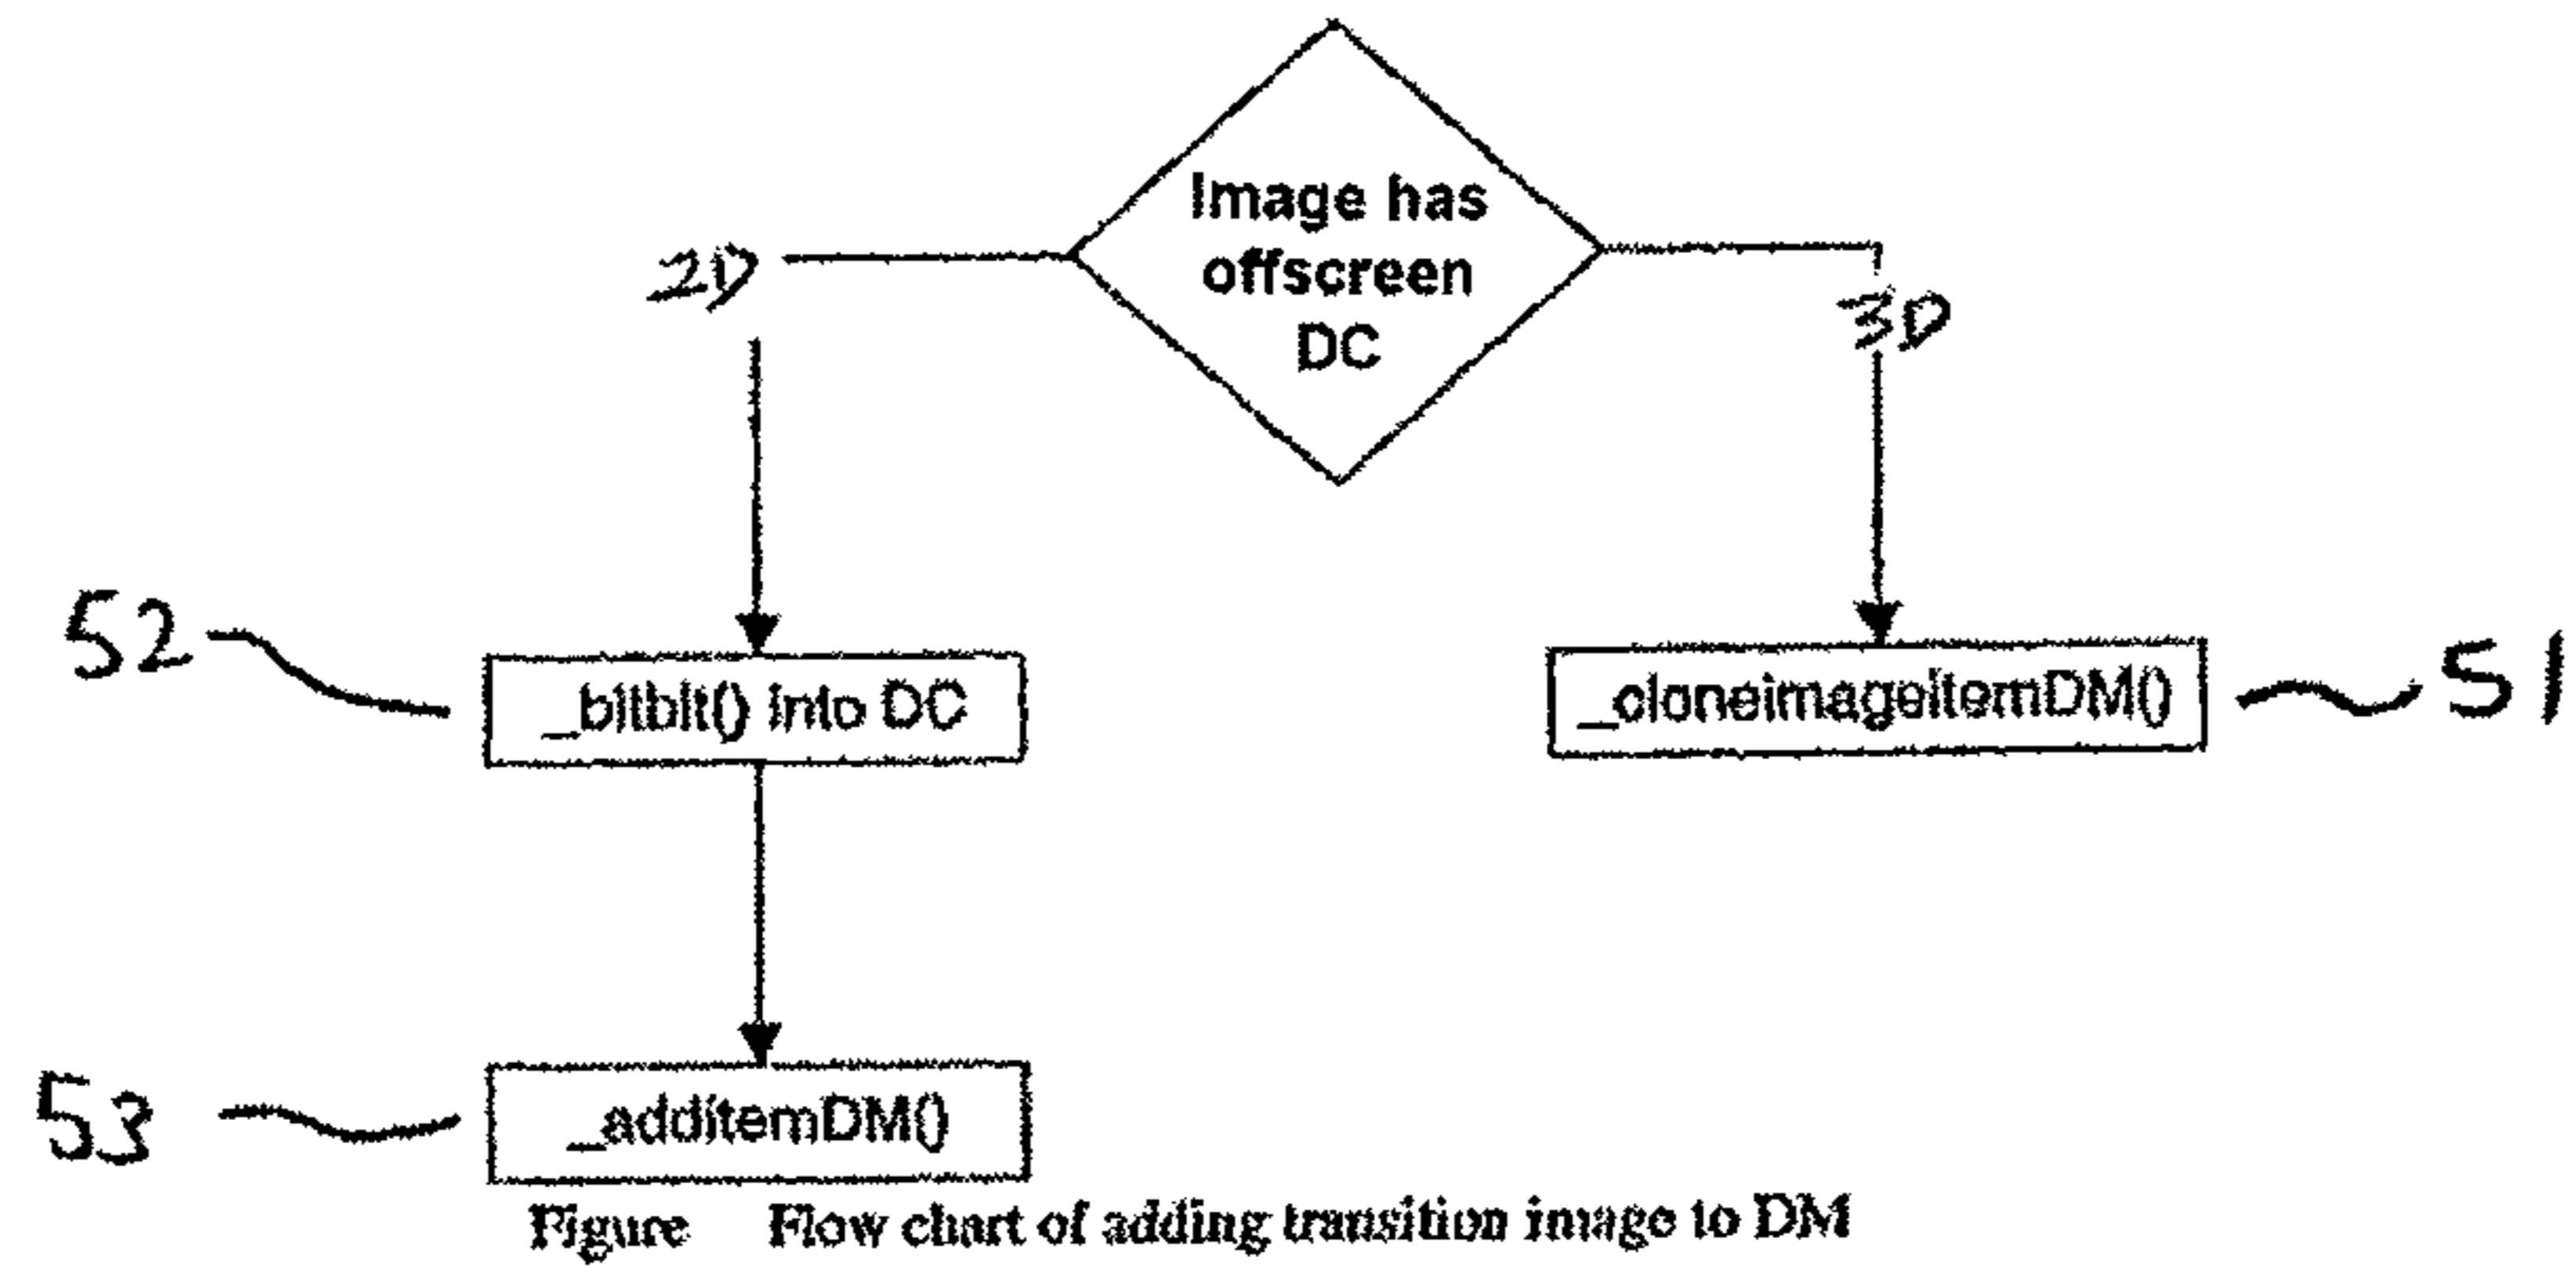 Image has
offscreen
DC
2D
3D
52
_bitblt() into DC
_cloneimageitemDM()
51
53
_additemDM()
Figure Flow chart of adding transition image to DM